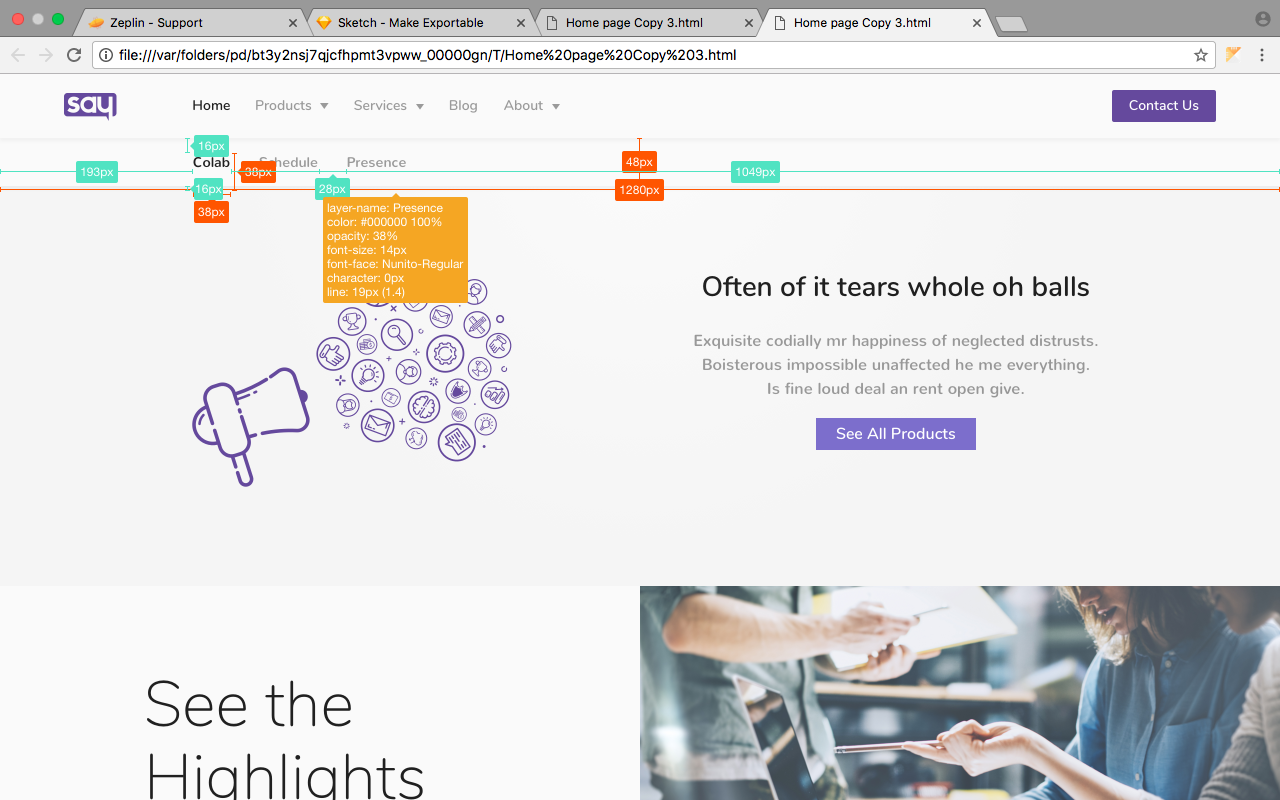 Zeplin - Support
Sketch - Make Exportable
Home page Copy 3.html
Home page Copy 3.html
file:///var/folders/pd/bt3y2nsj7qjcfhpmt3vpww_00000gn/T/Home%20page%20Copy%203.html
say
Home Products Services Blog About
Contact Us
16px
Colab Schedule Presence
48px
193px
38px
1049px
16px
28px
1280px
38px
layer-name: Presence
color: #000000 100%
opacity: 38%
font-size: 14px
font-face: Nunito-Regular
character: 0px
line: 19px (1.4)
Often of it tears whole oh balls
Exquisite codially mr happiness of neglected distrusts.
Boisterous impossible unaffected he me everything.
Is fine loud deal an rent open give.
See All Products
See the
Highlights